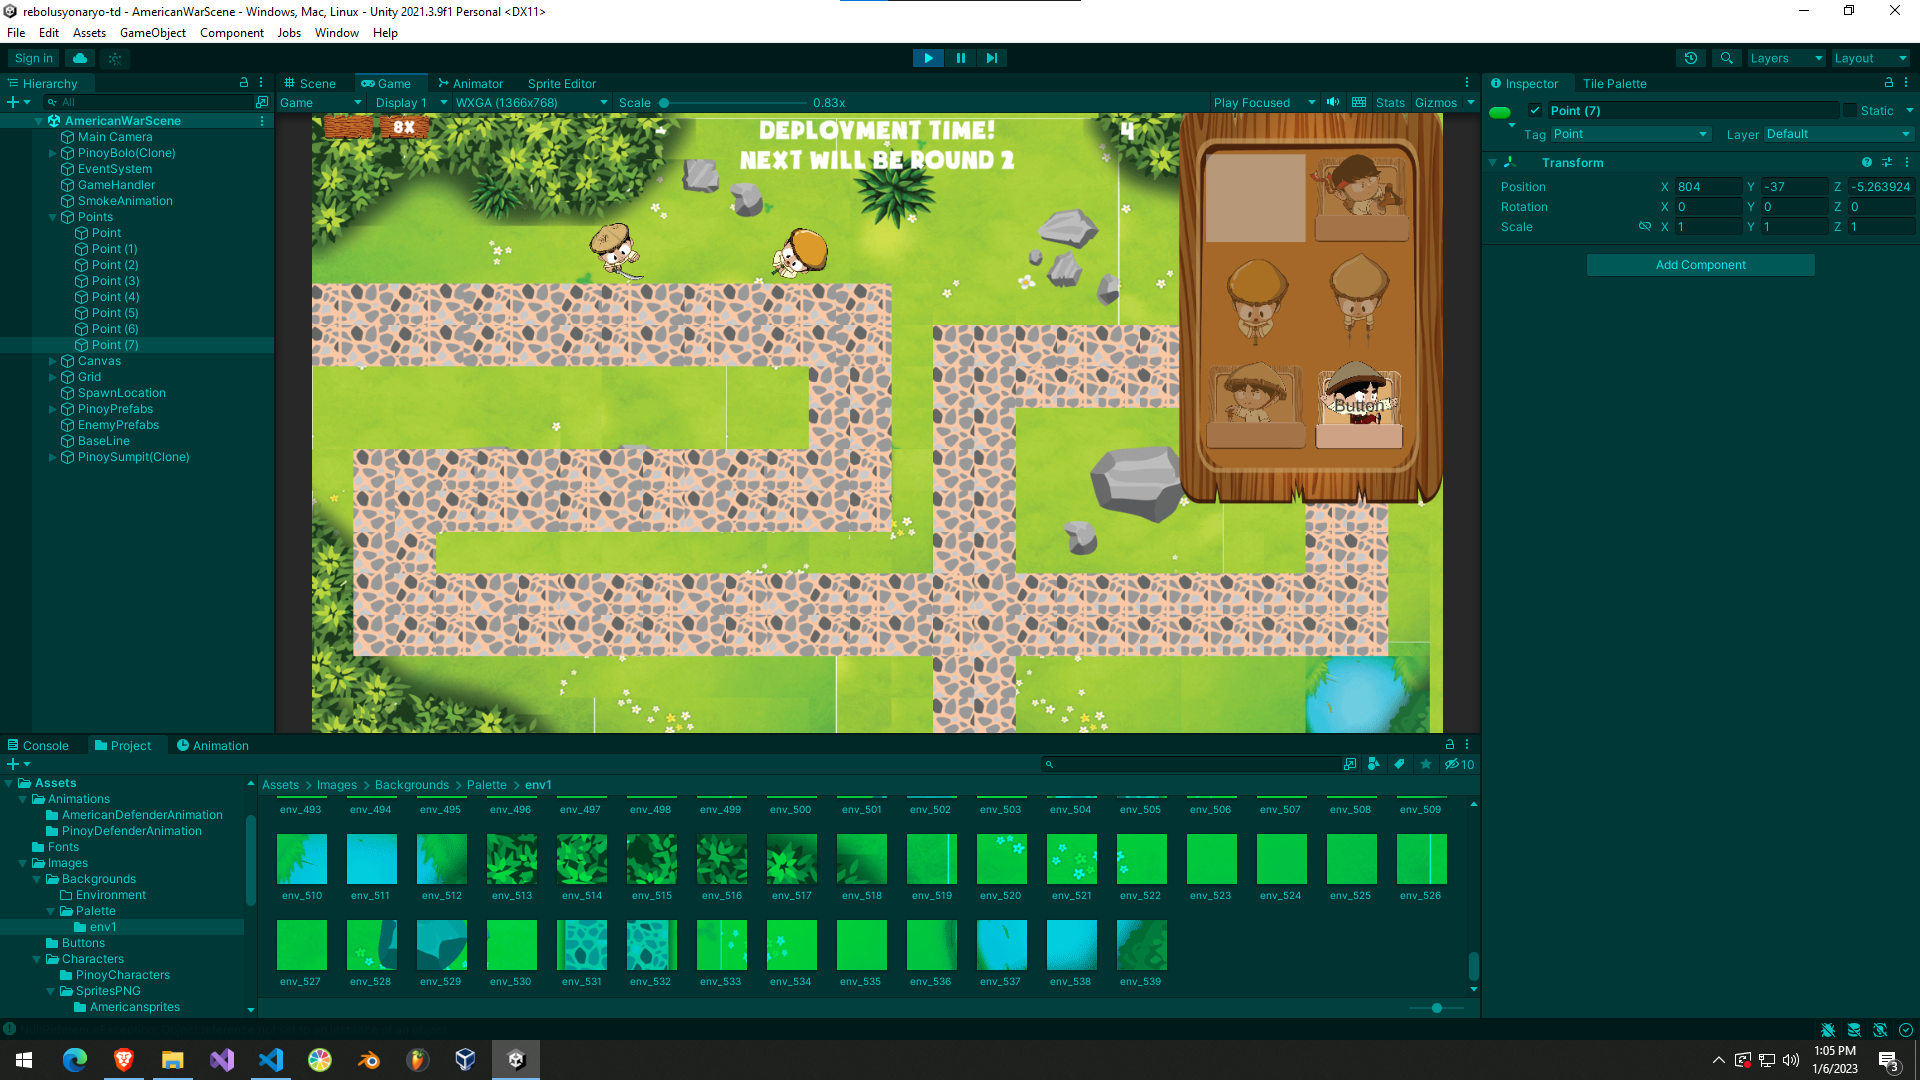 rebolusyonaryo-td - AmericanWarScene - Windows, Mac, Linux - Unity 2021.3.9f1 Personal <DX11>
File Edit Assets GameObject Component Jobs Window Help
Sign in
Layers Layout
Hierarchy
All
AmericanWarScene
Main Camera
PinoyBolo(Clone)
EventSystem
GameHandler
SmokeAnimation
Points
Point
Point (1)
Point (2)
Point (3)
Point (4)
Point (5)
Point (6)
Point (7)
Canvas
Grid
SpawnLocation
PinoyPrefabs
EnemyPrefabs
BaseLine
PinoySumpit(Clone)
Scene Game Animator Sprite Editor
Game Display 1 WXGA (1366x768) Scale 0.83x Play Focused Stats Gizmos
8X
DEPLOYMENT TIME!
NEXT WILL BE ROUND 2
4
Button
Inspector Tile Palette
Point (7) Static
Tag Point Layer Default
Transform
Position X 804 Y -37 Z -5.263924
Rotation X 0 Y 0 Z 0
Scale X 1 Y 1 Z 1
Add Component
Console Project Animation
10
Assets
Animations
AmericanDefenderAnimation
PinoyDefenderAnimation
Fonts
Images
Backgrounds
Environment
Palette
env1
Buttons
Characters
PinoyCharacters
SpritesPNG
Americansprites
Assets > Images > Backgrounds > Palette > env1
env_493 env_494 env_495 env_496 env_497 env_498 env_499 env_500 env_501 env_502 env_503 env_504 env_505 env_506 env_507 env_508 env_509
env_510 env_511 env_512 env_513 env_514 env_515 env_516 env_517 env_518 env_519 env_520 env_521 env_522 env_523 env_524 env_525 env_526
env_527 env_528 env_529 env_530 env_531 env_532 env_533 env_534 env_535 env_536 env_537 env_538 env_539
1:05 PM
1/6/2023
3